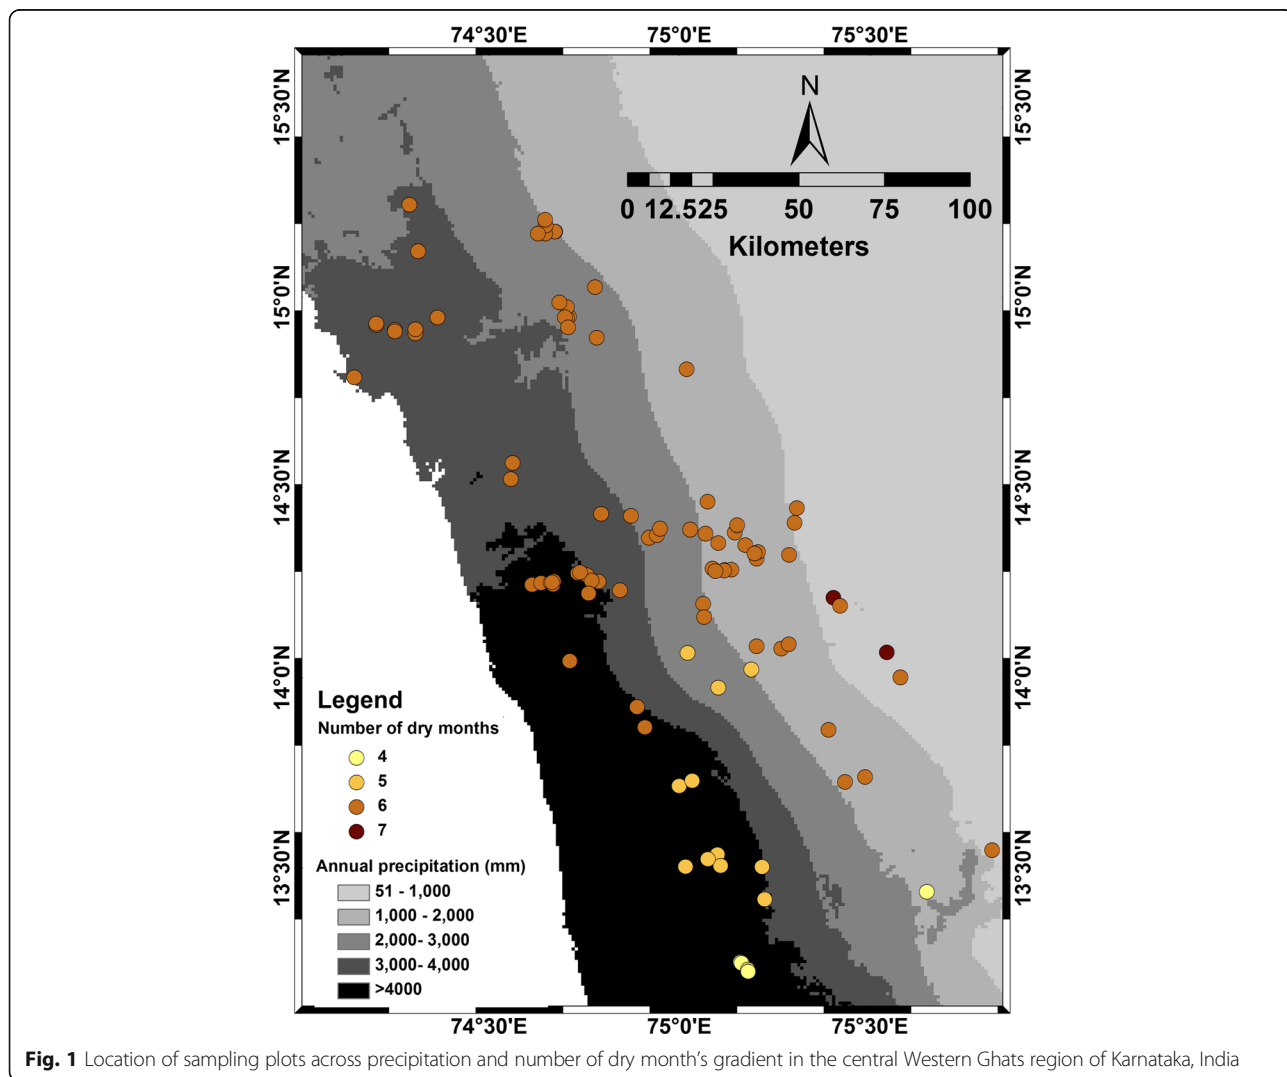 74°30'E 75°0'E 75°30'E
N
0 12.525 50 75 100
Kilometers
15°30'N 15°30'N
15°0'N 15°0'N
14°30'N 14°30'N
14°0'N 14°0'N
13°30'N 13°30'N
Legend
Number of dry months
4
5
6
7
Annual precipitation (mm)
51 - 1,000
1,000 - 2,000
2,000- 3,000
3,000- 4,000
>4000
74°30'E 75°0'E 75°30'E
Fig. 1 Location of sampling plots across precipitation and number of dry month's gradient in the central Western Ghats region of Karnataka, India